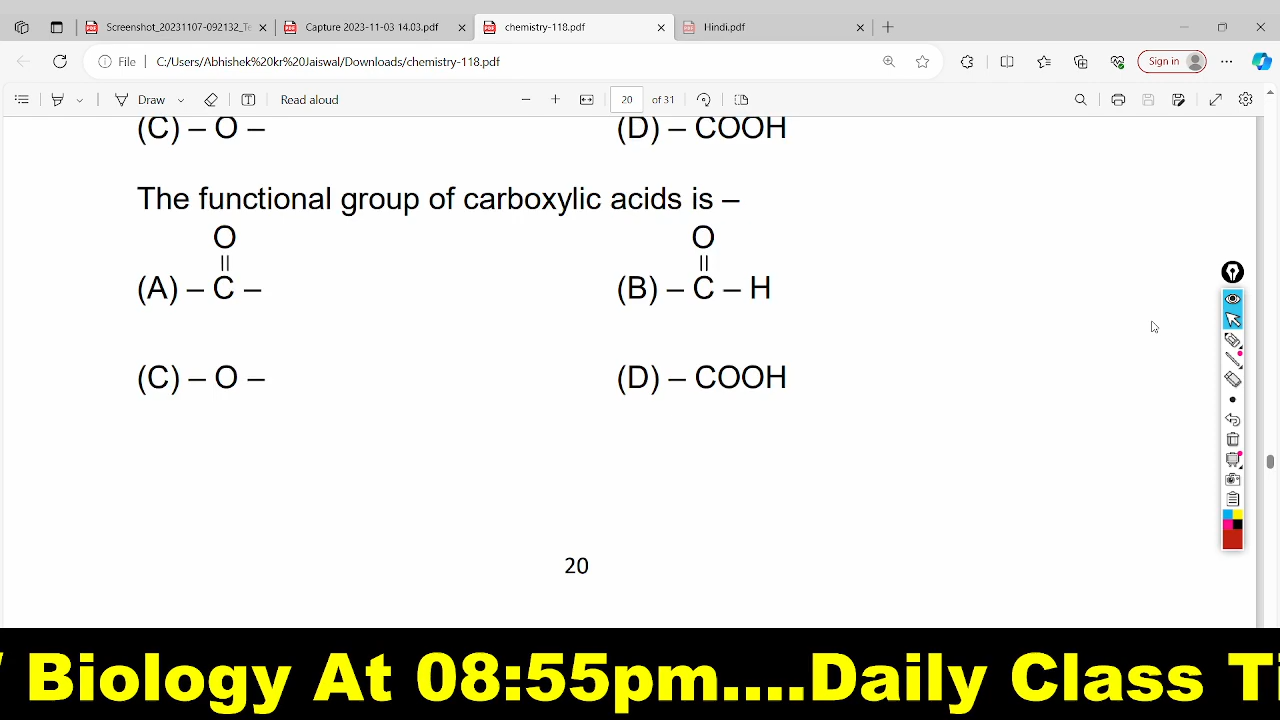 Screenshot_20231107-092132_Te
Capture 2023-11-03 14.03.pdf
chemistry-118.pdf
Hindi.pdf
File
C:/Users/Abhishek%20kr%20Jaiswal/Downloads/chemistry-118.pdf
Sign in
Draw
Read aloud
20 of 31
(C) – O – (D) – COOH
The functional group of carboxylic acids is –
O O
|| ||
(A) – C – (B) – C – H
(C) – O – (D) – COOH
20
Biology At 08:55pm....Daily Class Ti